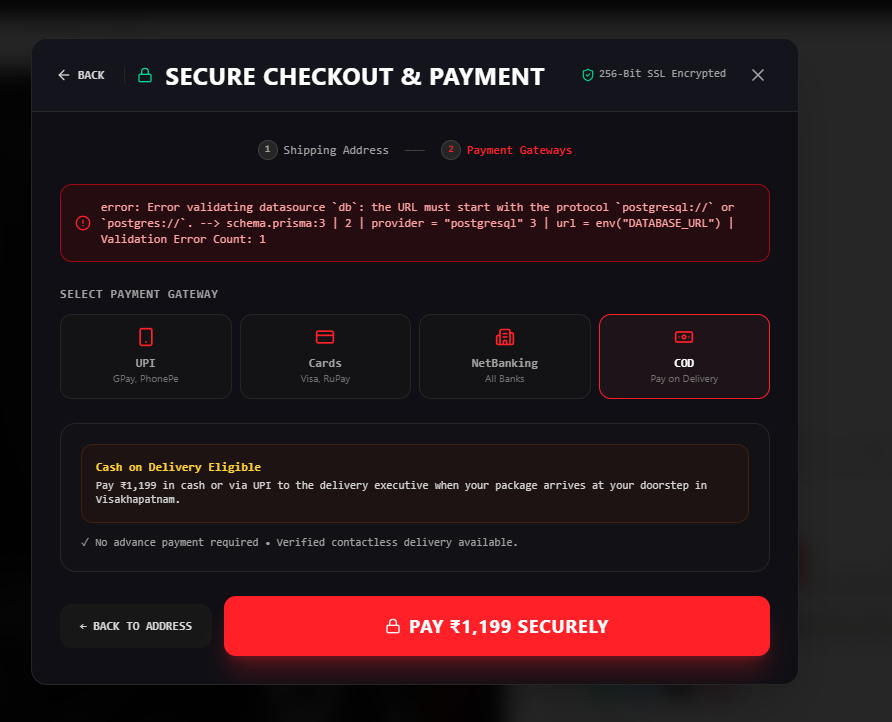 ← BACK
SECURE CHECKOUT & PAYMENT
256-Bit SSL Encrypted
1 Shipping Address
2 Payment Gateways
error: Error validating datasource `db`: the URL must start with the protocol `postgresql://` or
`postgres://`. --> schema.prisma:3 | 2 | provider = "postgresql" 3 | url = env("DATABASE_URL") |
Validation Error Count: 1
SELECT PAYMENT GATEWAY
UPI
GPay, PhonePe
Cards
Visa, RuPay
NetBanking
All Banks
COD
Pay on Delivery
Cash on Delivery Eligible
Pay ₹1,199 in cash or via UPI to the delivery executive when your package arrives at your doorstep in
Visakhapatnam.
✓ No advance payment required • Verified contactless delivery available.
← BACK TO ADDRESS
PAY ₹1,199 SECURELY